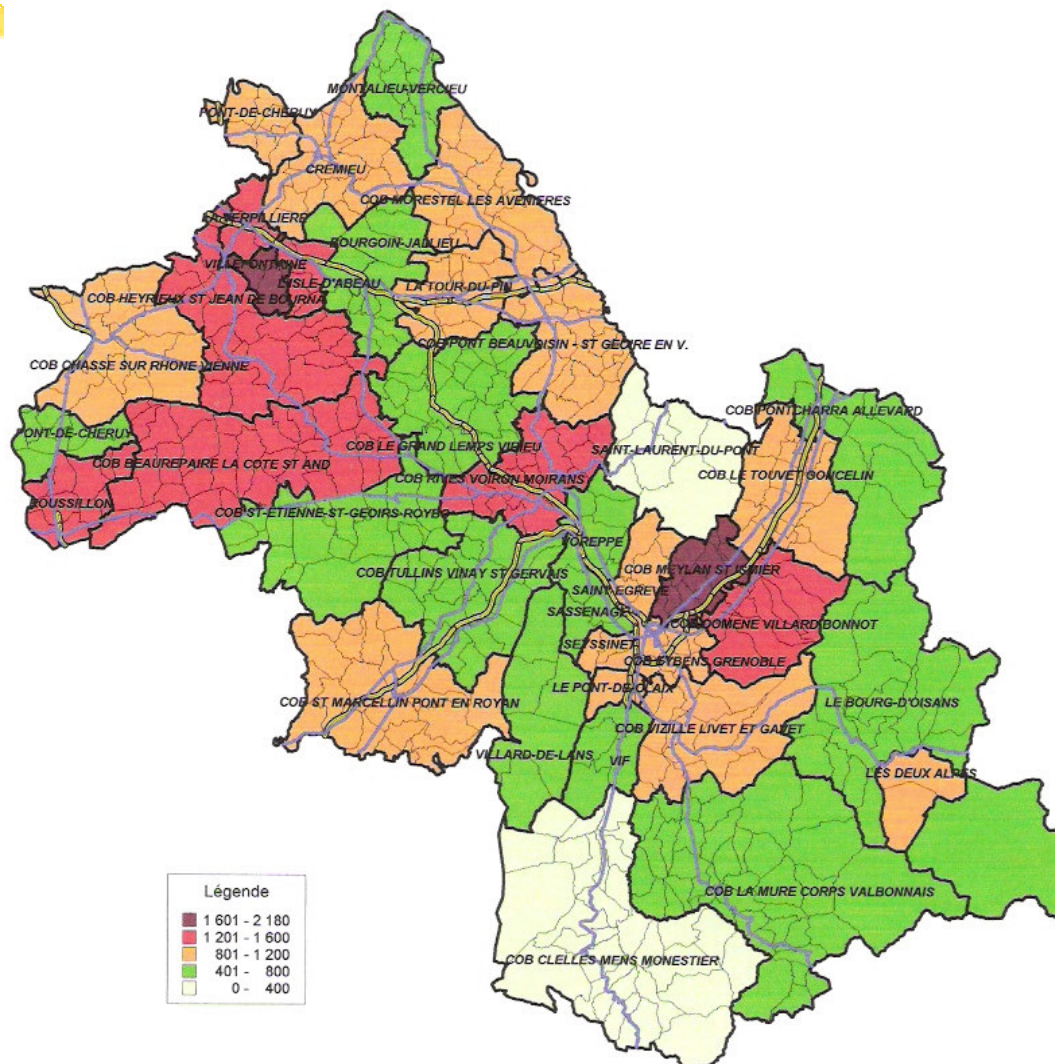 MONTALIEU-VERCIEU
PONT-DE-CHERUY
CREMIEU
COB MORESTEL LES AVENIERES
LA VERPILLIERE
BOURGOIN-JALLIEU
VILLEFONTAINE
L'ISLE-D'ABEAU
LA TOUR-DU-PIN
COB HEYRIEUX ST JEAN DE BOURNA
COB PONT BEAUVOISIN - ST GEOIRE EN V.
COB CHASSE SUR RHONE VIENNE
COB PONTCHARRA ALLEVARD
PONT-DE-CHERUY
COB LE GRAND LEMPS VIRIEU
SAINT-LAURENT-DU-PONT
COB BEAUREPAIRE LA COTE ST AND
COB RIVES VOIRON MOIRANS
COB LE TOUVET GONCELIN
ROUSSILLON
COB ST-ETIENNE-ST-GEOIRS-ROYBO
VOREPPE
COB TULLINS VINAY ST GERVAIS
COB MEYLAN ST ISMIER
SAINT-EGREVE
SASSENAGE
COB DOMENE VILLARD BONNOT
SEYSSINET
COB EYBENS GRENOBLE
LE PONT-DE-CLAIX
COB ST MARCELLIN PONT EN ROYAN
LE BOURG-D'OISANS
COB VIZILLE LIVET ET GAVET
VILLARD-DE-LANS
VIF
LES DEUX ALPES
COB LA MURE CORPS VALBONNAIS
COB CLELLES MENS MONESTIER
Légende
1 601 - 2 180
1 201 - 1 600
801 - 1 200
401 - 800
0 - 400